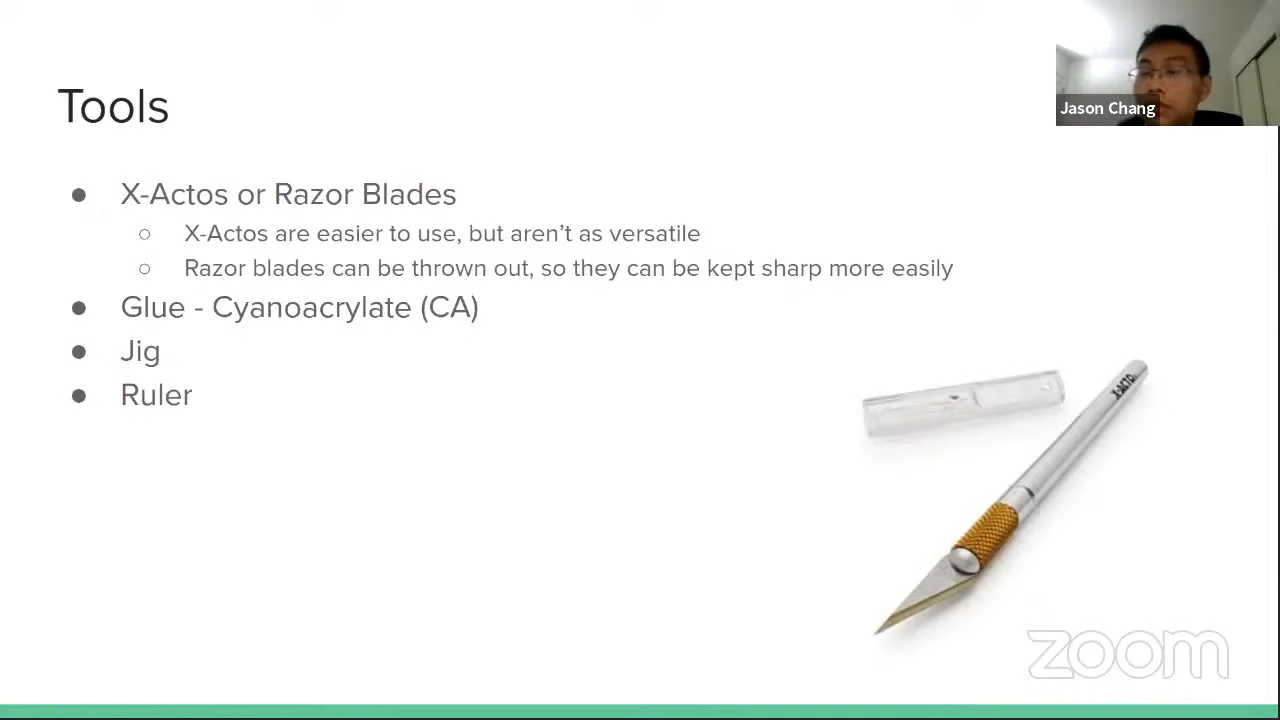 Tools
Jason Chang
X-Actos or Razor Blades
X-Actos are easier to use, but aren’t as versatile
Razor blades can be thrown out, so they can be kept sharp more easily
Glue - Cyanoacrylate (CA)
Jig
Ruler
X-ACTO
zoom